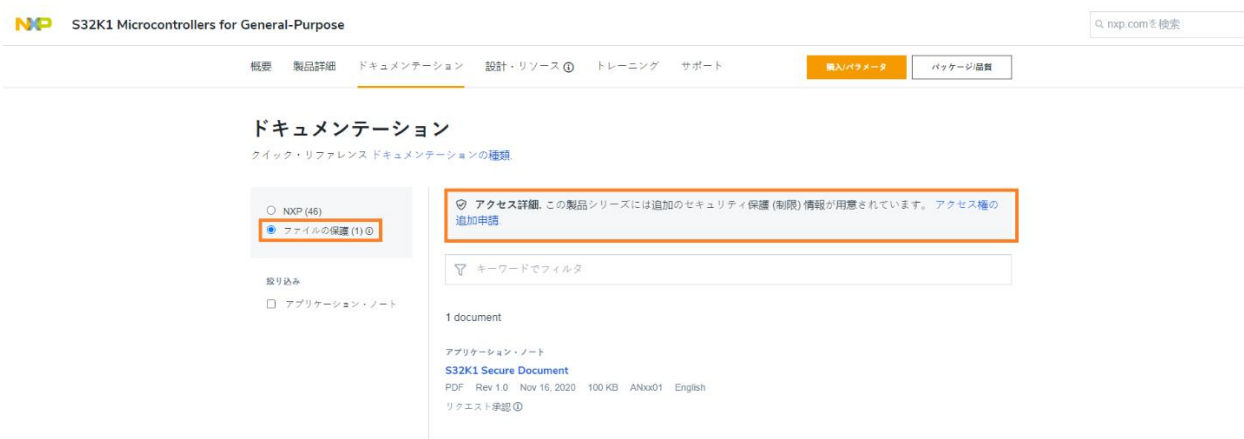 NXP S32K1 Microcontrollers for General-Purpose
nxp.comを検索
概要 製品詳細 ドキュメンテーション 設計・リソース トレーニング サポート 購入/パラメータ パッケージ/品質
ドキュメンテーション
クイック・リファレンス ドキュメンテーションの種類.
NXP (46)
ファイルの保護 (1)
絞り込み
アプリケーション・ノート
アクセス詳細. この製品シリーズには追加のセキュリティ保護 (制限) 情報が用意されています。 アクセス権の
追加申請.
キーワードでフィルタ
1 document
アプリケーション・ノート
S32K1 Secure Document
PDF Rev 1.0 Nov 16, 2020 100 KB ANxx01 English
リクエスト承認